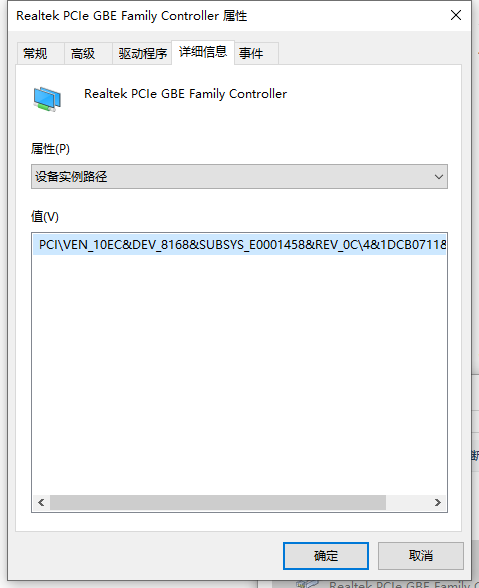 Realtek PCIe GBE Family Controller 属性
常规 高级 驱动程序 详细信息 事件
Realtek PCIe GBE Family Controller
属性(P)
设备实例路径
值(V)
PCI\VEN_10EC&DEV_8168&SUBSYS_E0001458&REV_0C\4&1DCB0711&
断
确定 取消
Realtek PCIe GBE Family C